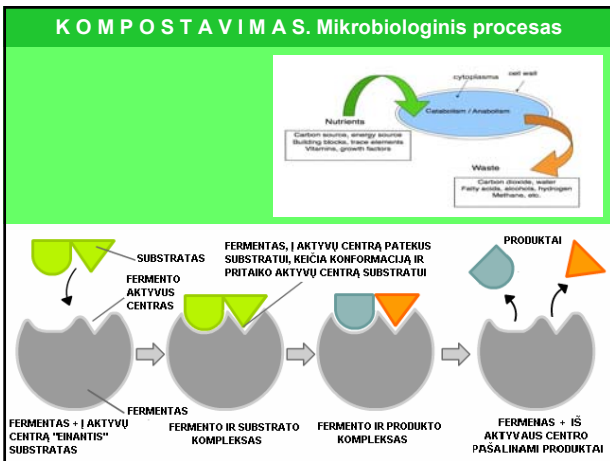 K O M P O S T A V I M A S. Mikrobiologinis procesas
cytoplasma
cell wall
Catabolism / Anabolism
Nutrients
Carbon source, energy source
Building blocks, trace elements
Vitamins, growth factors
Waste
Carbon dioxide, water
Fatty acids, alcohols, hydrogen
Methane, etc.
SUBSTRATAS
FERMENTO
AKTYVUS
CENTRAS
FERMENTAS, Į AKTYVŲ CENTRĄ PATEKUS
SUBSTRATUI, KEIČIA KONFORMACIJĄ IR
PRITAIKO AKTYVŲ CENTRĄ SUBSTRATUI
PRODUKTAI
FERMENTAS
FERMENTAS + Į AKTYVŲ
CENTRĄ "EINANTIS"
SUBSTRATAS
FERMENTO IR SUBSTRATO
KOMPLEKSAS
FERMENTO IR PRODUKTO
KOMPLEKSAS
FERMENAS + IŠ
AKTYVAUS CENTRO
PAŠALINAMI PRODUKTAI